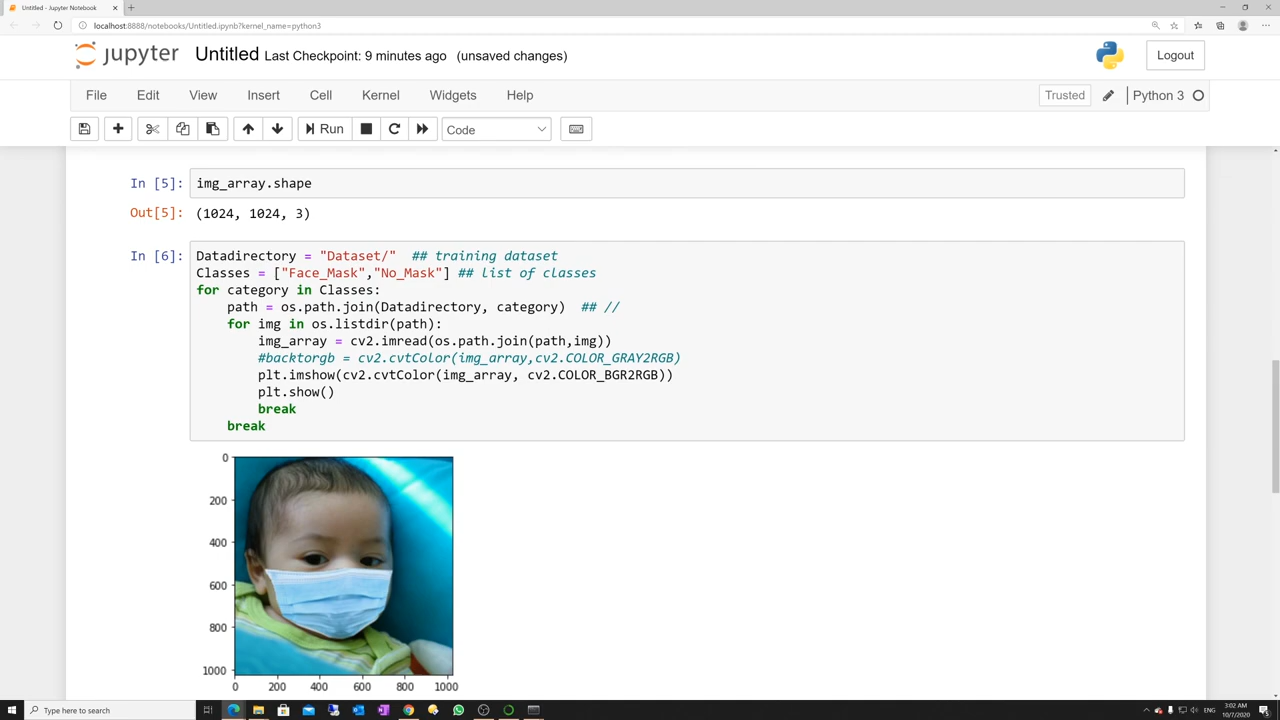 Untitled - Jupyter Notebook
localhost:8888/notebooks/Untitled.ipynb?kernel_name=python3
jupyter Untitled Last Checkpoint: 9 minutes ago (unsaved changes) Logout
File Edit View Insert Cell Kernel Widgets Help Trusted Python 3
Run Code
In [5]: img_array.shape
Out[5]: (1024, 1024, 3)
In [6]: Datadirectory = "Dataset/" ## training dataset
Classes = ["Face_Mask","No_Mask"] ## list of classes
for category in Classes:
path = os.path.join(Datadirectory, category) ## //
for img in os.listdir(path):
img_array = cv2.imread(os.path.join(path,img))
#backtorgb = cv2.cvtColor(img_array,cv2.COLOR_GRAY2RGB)
plt.imshow(cv2.cvtColor(img_array, cv2.COLOR_BGR2RGB))
plt.show()
break
break
0
200
400
600
800
1000
0 200 400 600 800 1000
Type here to search
ENG
3:02 AM
10/7/2020